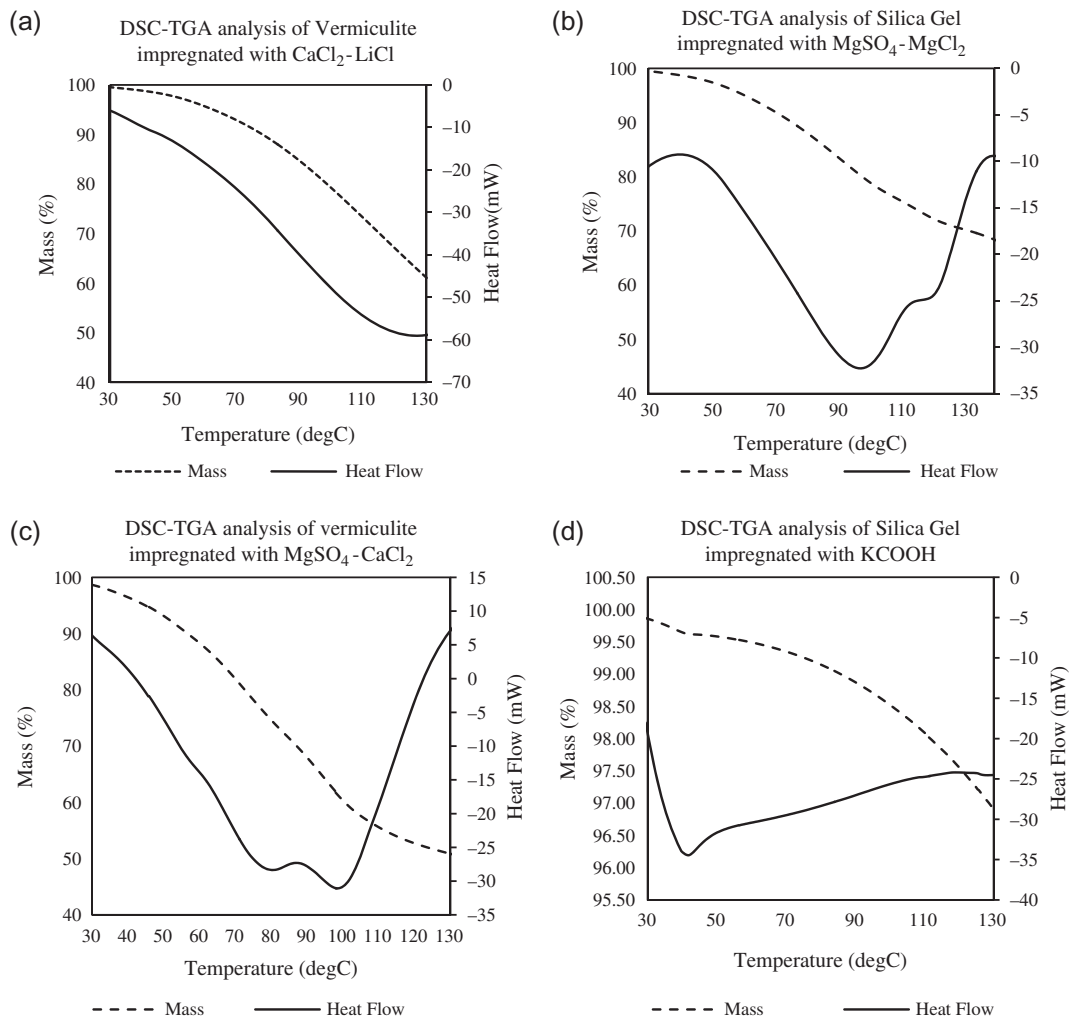 (a)
DSC-TGA analysis of Vermiculite
impregnated with CaCl2-LiCl
100
90
80
70
60
50
40
Mass (%)
0
–10
–20
–30
–40
–50
–60
–70
Heat Flow(mW)
30 50 70 90 110 130
Temperature (degC)
Mass Heat Flow
(b)
DSC-TGA analysis of Silica Gel
impregnated with MgSO4-MgCl2
100
90
80
70
60
50
40
Mass (%)
0
–5
–10
–15
–20
–25
–30
–35
30 50 70 90 110 130
Temperature (degC)
Mass Heat Flow
(c)
DSC-TGA analysis of vermiculite
impregnated with MgSO4-CaCl2
100
90
80
70
60
50
40
Mass (%)
15
10
5
0
–5
–10
–15
–20
–25
–30
–35
Heat Flow (mW)
30 40 50 60 70 80 90 100 110 120 130
Temperature (degC)
Mass Heat Flow
(d)
DSC-TGA analysis of Silica Gel
impregnated with KCOOH
100.50
100.00
99.50
99.00
98.50
98.00
97.50
97.00
96.50
96.00
95.50
Mass (%)
0
–5
–10
–15
–20
–25
–30
–35
–40
Heat Flow (mW)
30 50 70 90 110 130
Temperature (degC)
Mass Heat Flow